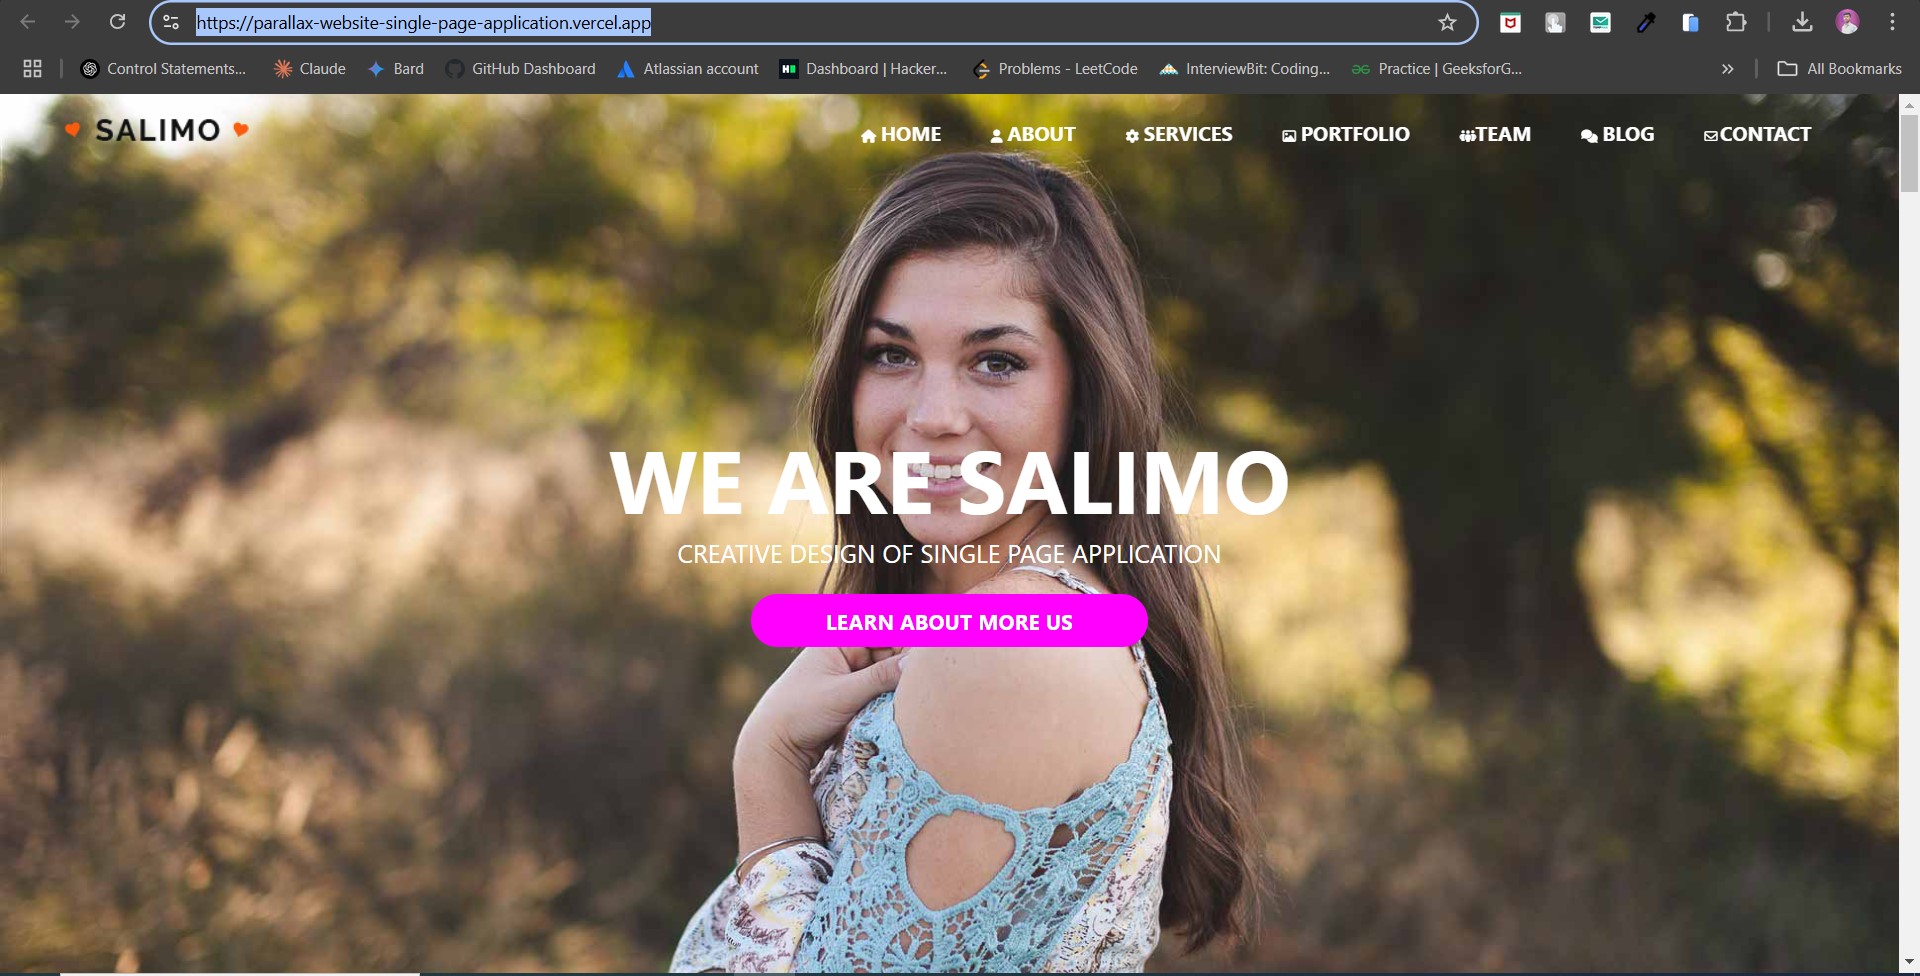 https://parallax-website-single-page-application.vercel.app
Control Statements... Claude Bard GitHub Dashboard Atlassian account Dashboard | Hacker... Problems - LeetCode InterviewBit: Coding... Practice | GeeksforG... » All Bookmarks
SALIMO HOME ABOUT SERVICES PORTFOLIO TEAM BLOG CONTACT
WE ARE SALIMO
CREATIVE DESIGN OF SINGLE PAGE APPLICATION
LEARN ABOUT MORE US